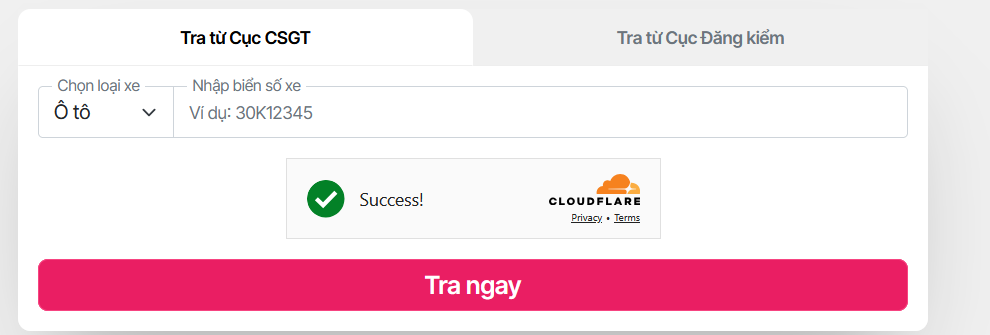 Tra từ Cục CSGT
Tra từ Cục Đăng kiểm
Chọn loại xe
Nhập biển số xe
Ô tô
Ví dụ: 30K12345
Success!
CLOUDFLARE
Privacy • Terms
Tra ngay